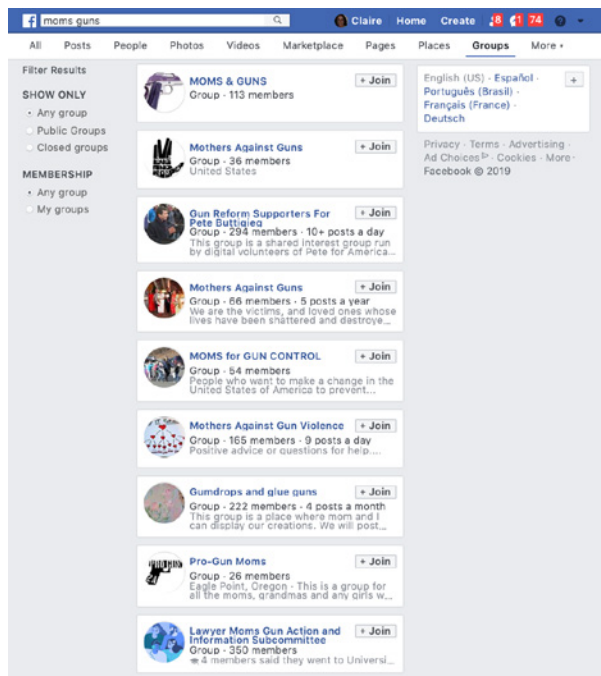 moms guns
Claire Home Create 8 1 74
All Posts People Photos Videos Marketplace Pages Places Groups More
Filter Results
SHOW ONLY
Any group
Public Groups
Closed groups
MEMBERSHIP
Any group
My groups
MOMS & GUNS
+ Join
Group · 113 members
Mothers Against Guns
+ Join
Group · 36 members
United States
Gun Reform Supporters For
+ Join
Pete Buttigieg
Group · 294 members · 10+ posts a day
This group is a shared interest group run
by digital volunteers of Pete for America...
Mothers Against Guns
+ Join
Group · 66 members · 5 posts a year
We are the victims, and loved ones whose
lives have been shattered and destroye...
MOMS for GUN CONTROL
+ Join
Group · 54 members
People who want to make a change in the
United States of America to prevent...
Mothers Against Gun Violence
+ Join
Group · 165 members · 9 posts a day
Positive advice or questions for help....
Gumdrops and glue guns
+ Join
Group · 222 members · 4 posts a month
This group is a place where mom and I
can display our creations. We will post...
PRO GUN
Pro-Gun Moms
+ Join
Group · 26 members
Eagle Point, Oregon · This is a group for
all the moms, grandmas and any girls w...
Lawyer Moms Gun Action and
+ Join
Information Subcommittee
Group · 350 members
4 members said they went to Universi...
English (US) · Español ·
Português (Brasil) ·
Français (France) ·
Deutsch
+
Privacy · Terms · Advertising ·
Ad Choices · Cookies · More ·
Facebook © 2019